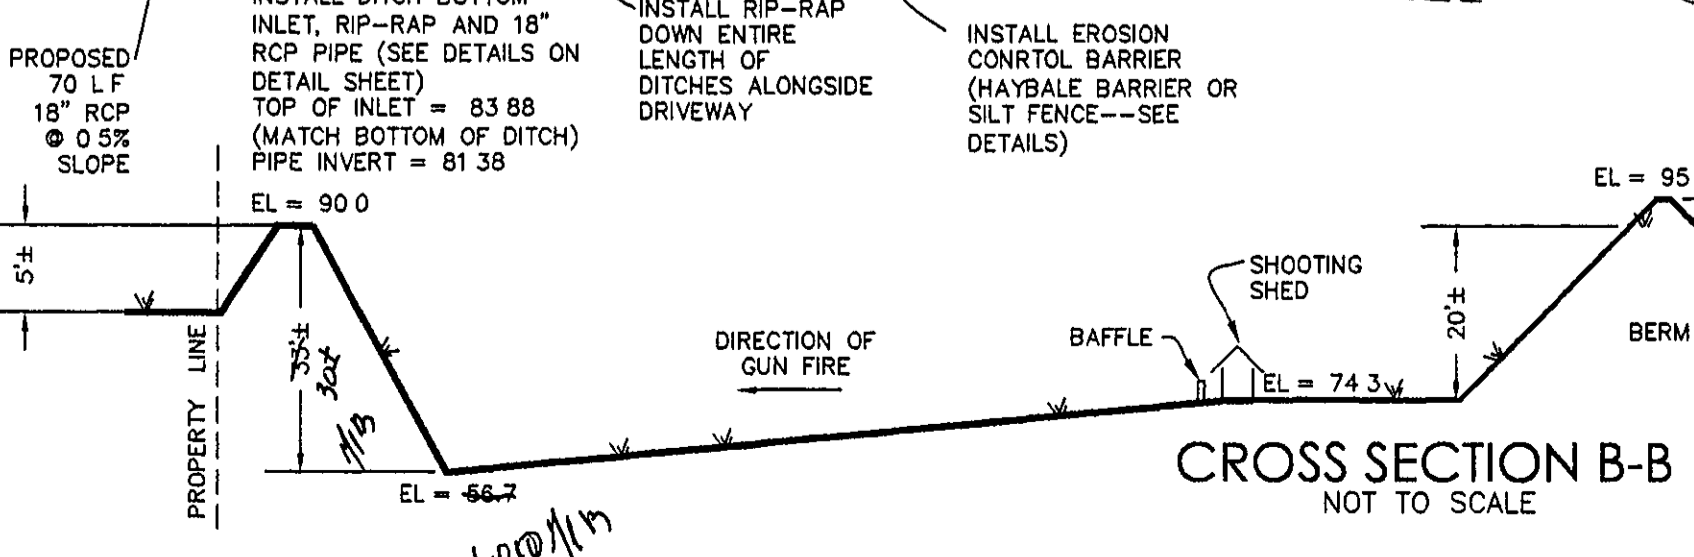 PROPOSED
70 LF
18" RCP
@ 0 5%
SLOPE
INSTALL DITCH BOTTOM
INLET, RIP-RAP AND 18"
RCP PIPE (SEE DETAILS ON
DETAIL SHEET)
TOP OF INLET = 83 88
(MATCH BOTTOM OF DITCH)
PIPE INVERT = 81 38
INSTALL RIP-RAP
DOWN ENTIRE
LENGTH OF
DITCHES ALONGSIDE
DRIVEWAY
INSTALL EROSION
CONRTOL BARRIER
(HAYBALE BARRIER OR
SILT FENCE--SEE
DETAILS)
EL = 90 0
EL = 95
5'±
33'±
30±
PROPERTY LINE
DIRECTION OF
GUN FIRE
BAFFLE
SHOOTING
SHED
EL = 74 3
20'±
BERM
EL = 56.7
CROSS SECTION B-B
NOT TO SCALE